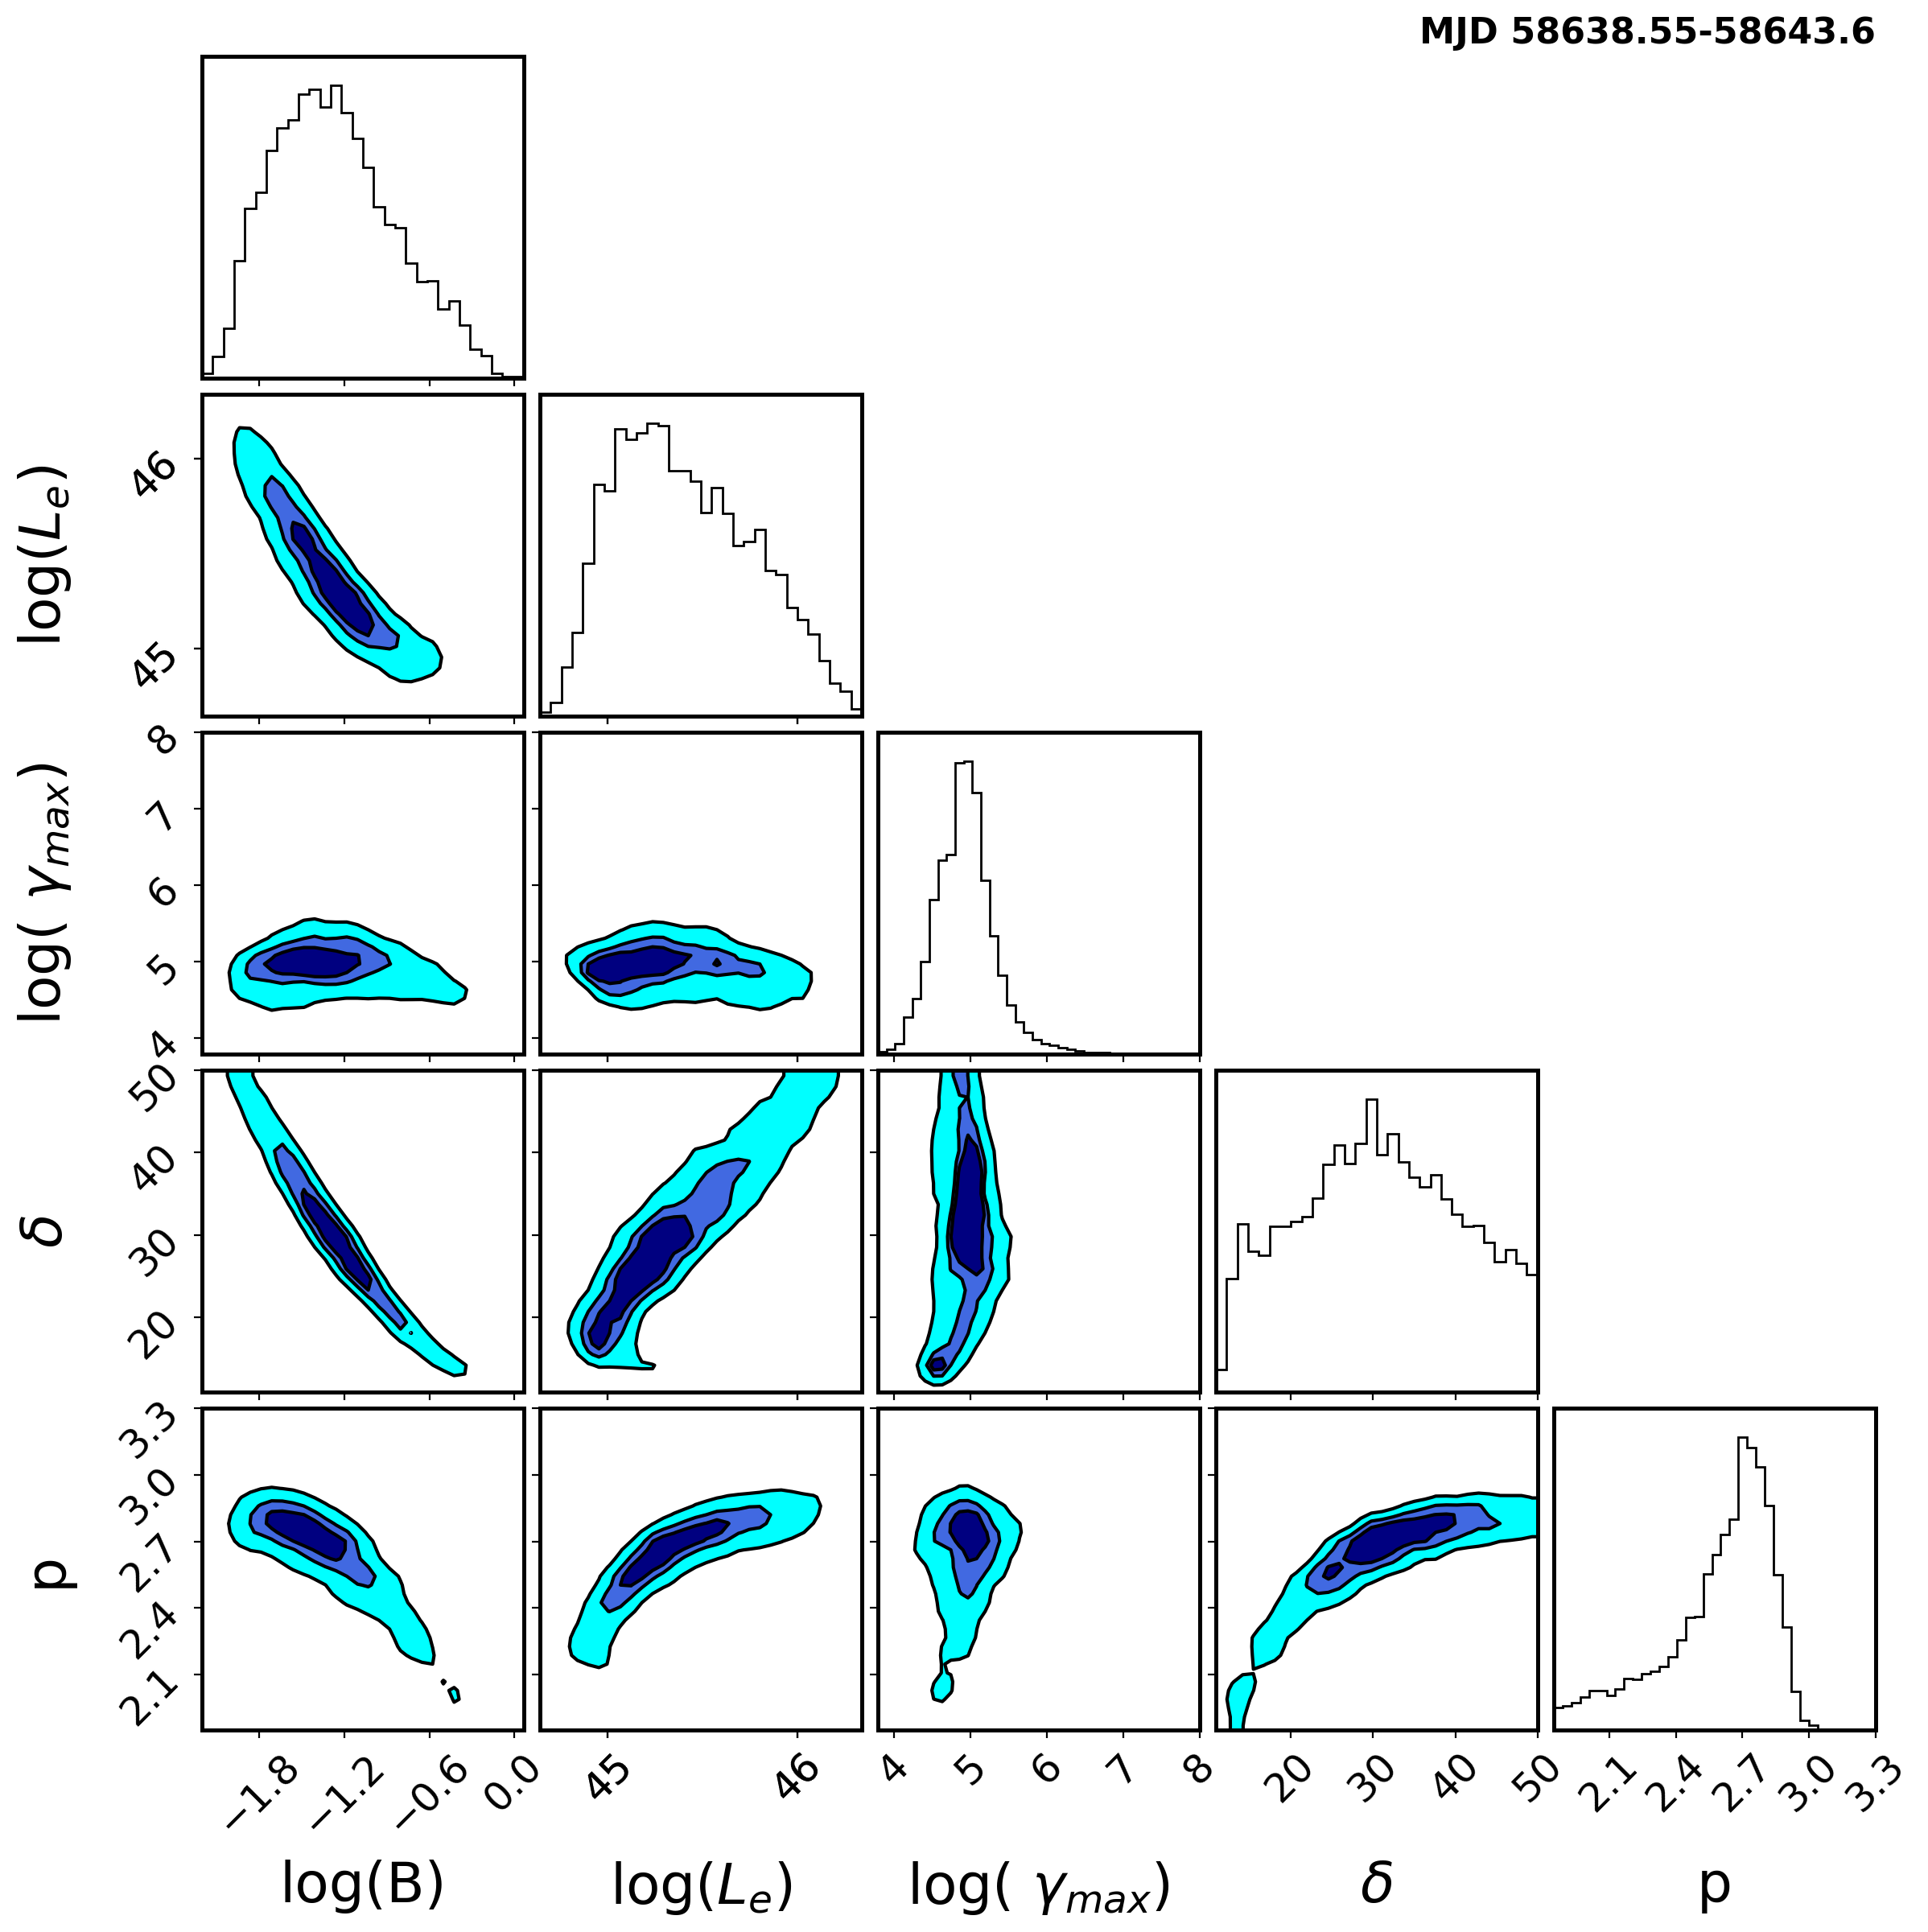 MJD 58638.55-58643.6
log(Lₑ)
46
45
log( γₘₐₓ)
8
7
6
5
4
δ
50
40
30
20
p
3.3
3.0
2.7
2.4
2.1
−1.8 −1.2 −0.6 0.0 45 46 4 5 6 7 8 20 30 40 50 2.1 2.4 2.7 3.0 3.3
log(B) log(Lₑ) log( γₘₐₓ) δ p